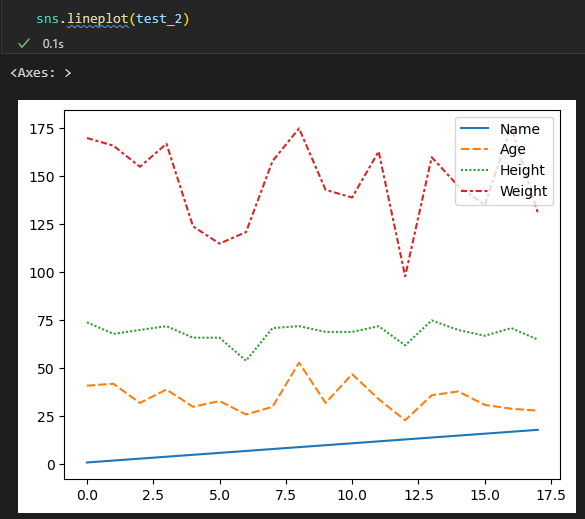 sns.lineplot(test_2)
0.1s
<Axes: >
175
150
125
100
75
50
25
0
Name
Age
Height
Weight
0.0 2.5 5.0 7.5 10.0 12.5 15.0 17.5